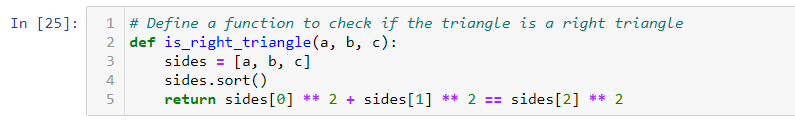 In [25]:
1 # Define a function to check if the triangle is a right triangle
2 def is_right_triangle(a, b, c):
3     sides = [a, b, c]
4     sides.sort()
5     return sides[0] ** 2 + sides[1] ** 2 == sides[2] ** 2